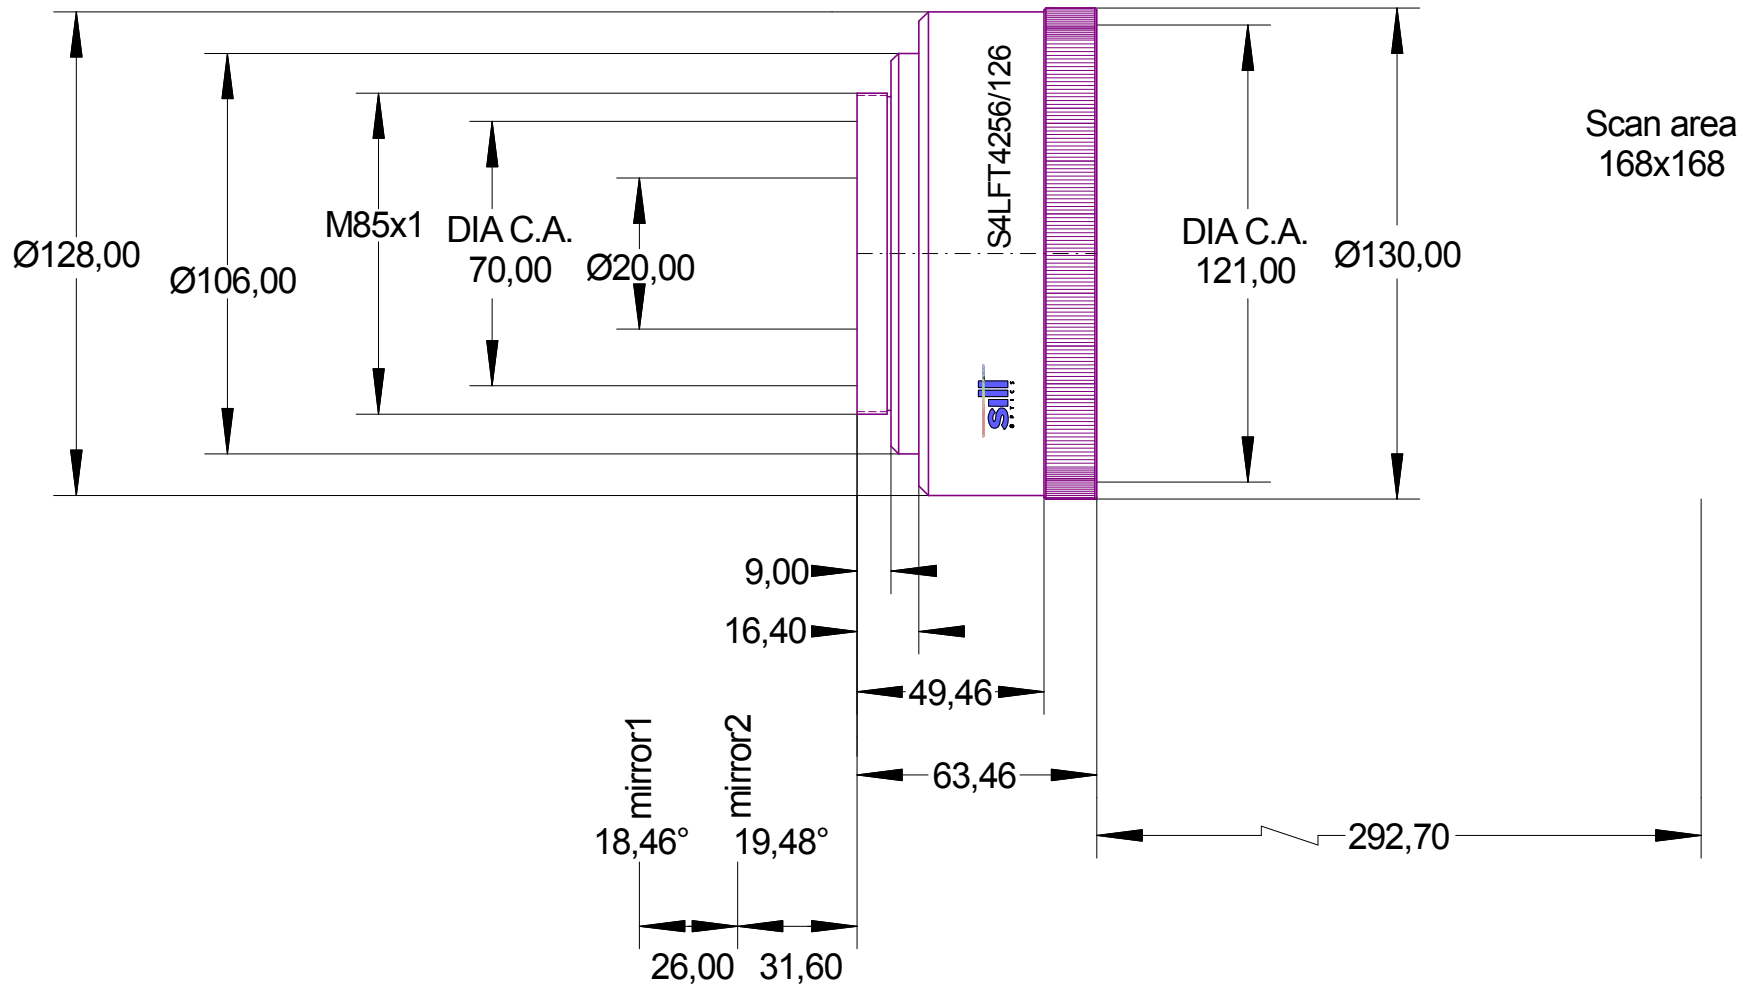 S4LFT4256/126
Scan area
168x168
Ø128,00
Ø106,00
M85x1
DIA C.A.
70,00
Ø20,00
DIA C.A.
121,00
Ø130,00
sill
OPTICS
9,00
16,40
49,46
63,46
mirror1
mirror2
18,46°
19,48°
292,70
26,00
31,60